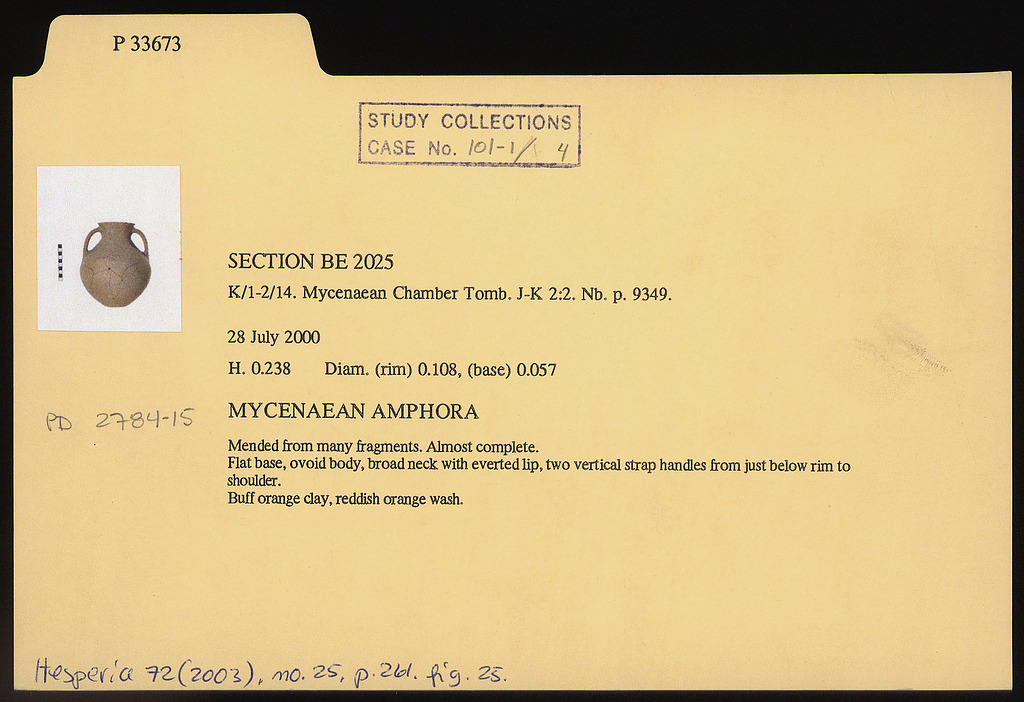 P 33673
STUDY COLLECTIONS
CASE No. 101-1/ 4
SECTION BE 2025
K/1-2/14. Mycenaean Chamber Tomb. J-K 2:2. Nb. p. 9349.
28 July 2000
H. 0.238 Diam. (rim) 0.108, (base) 0.057
PD 2784-15
MYCENAEAN AMPHORA
Mended from many fragments. Almost complete.
Flat base, ovoid body, broad neck with everted lip, two vertical strap handles from just below rim to
shoulder.
Buff orange clay, reddish orange wash.
Hesperia 72 (2003), no. 25, p. 261. fig. 25.